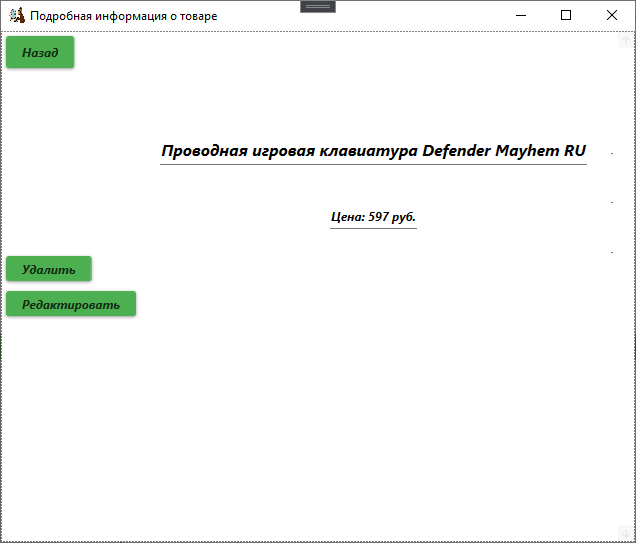 Подробная информация о товаре
Назад
Проводная игровая клавиатура Defender Mayhem RU
Цена: 597 руб.
Удалить
Редактировать